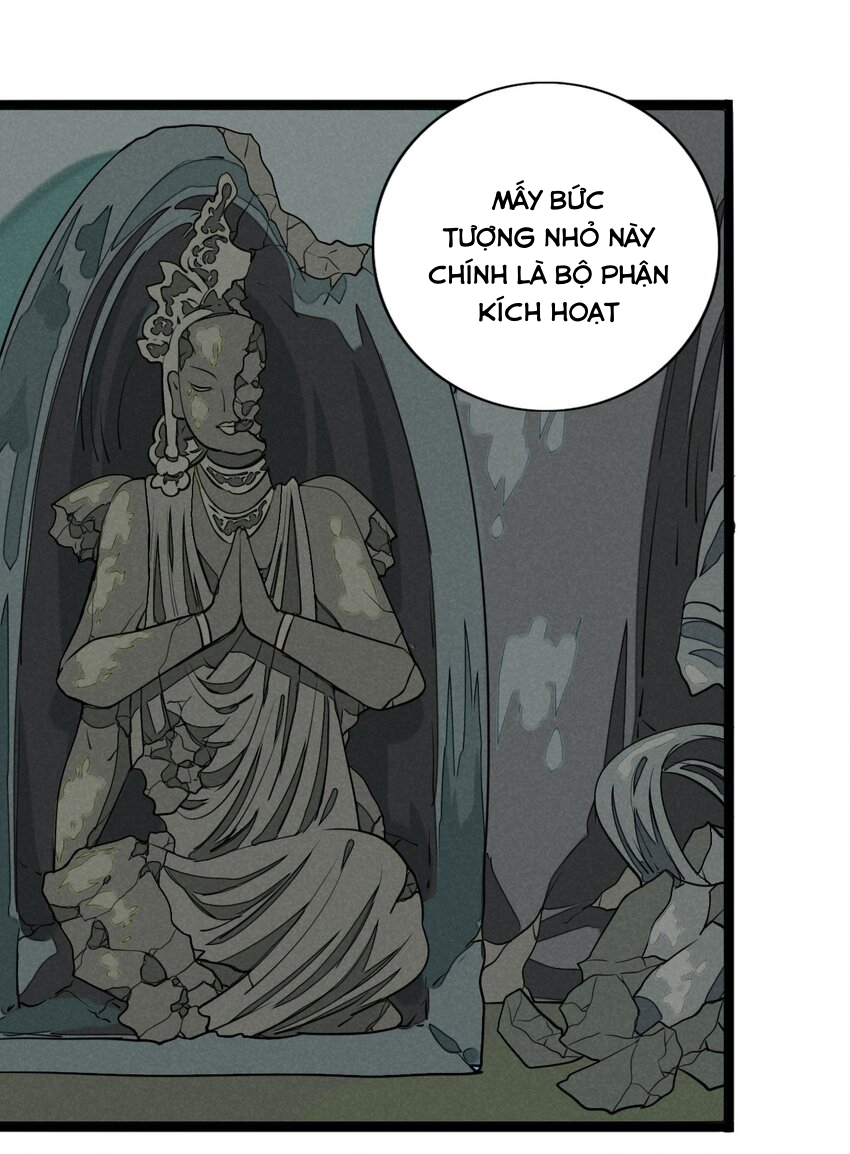 MẤY BỨC
TƯỢNG NHỎ NÀY
CHÍNH LÀ BỘ PHẬN
KÍCH HOẠT